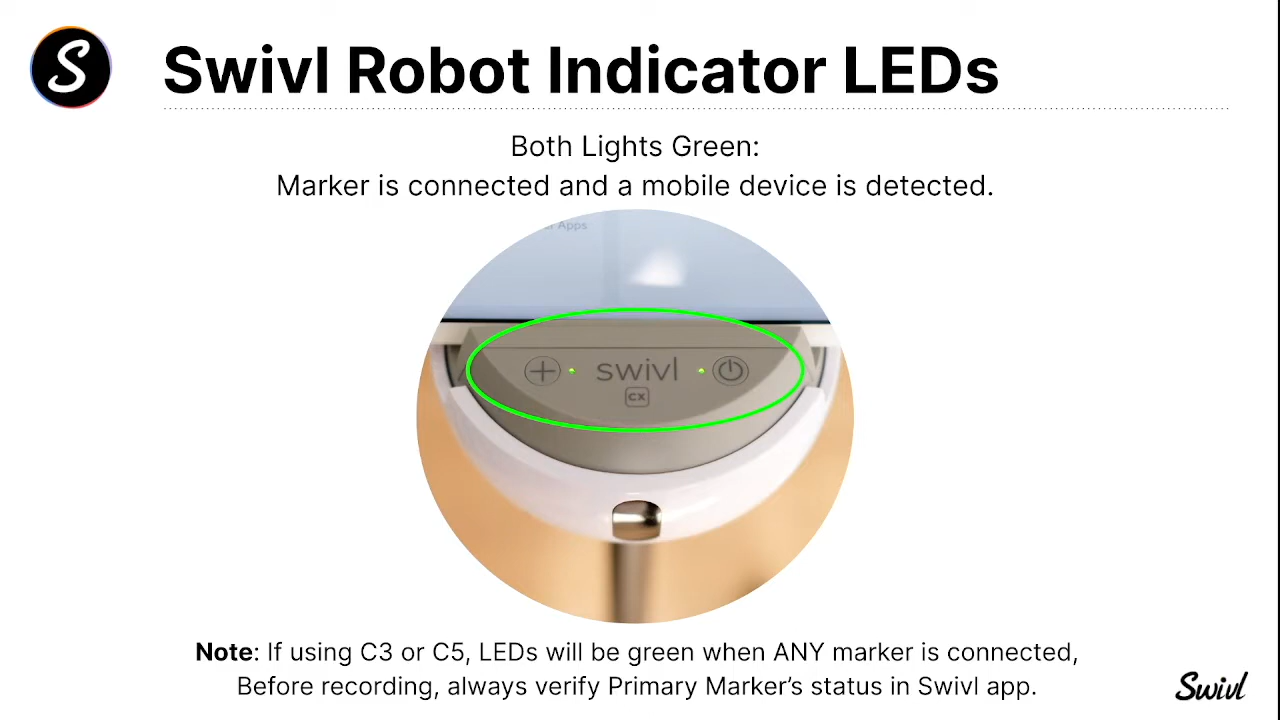 S
Swivl Robot Indicator LEDs
Both Lights Green:
Marker is connected and a mobile device is detected.
Apps
swivl
CX
Note: If using C3 or C5, LEDs will be green when ANY marker is connected,
Before recording, always verify Primary Marker's status in Swivl app.
Swivl